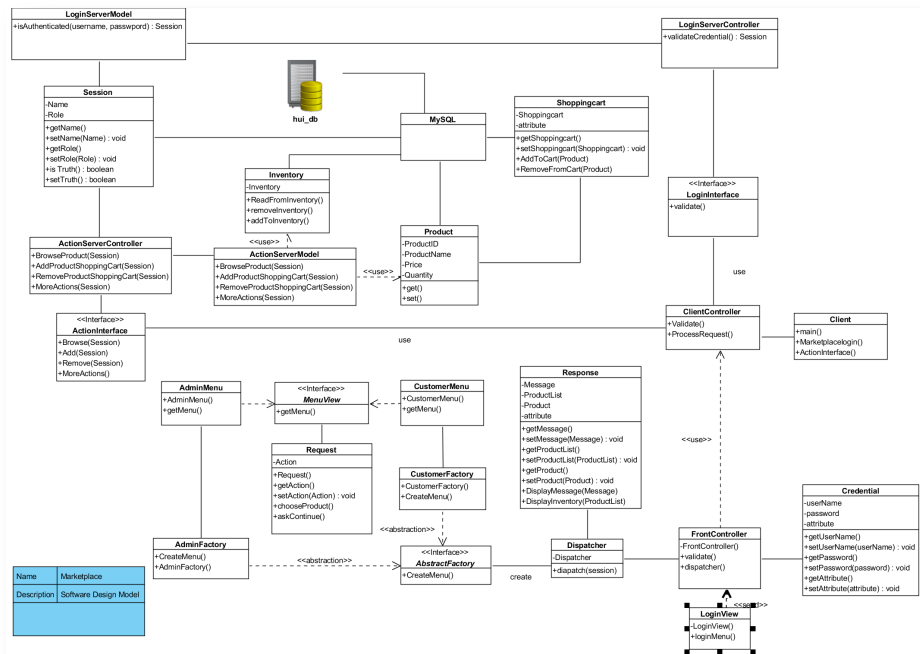 LoginServerModel
+isAuthenticated(username, passwpord) : Session
LoginServerController
+validateCredential() : Session
Session
-Name
-Role
+getName()
+setName(Name) : void
+getRole()
+setRole(Role) : void
+is Truth() : boolean
+setTruth() : boolean
hui_db
MySQL
Shoppingcart
-Shoppingcart
-attribute
+getShoppingcart()
+setShoppingcart(Shoppingcart) : void
+AddToCart(Product)
+RemoveFromCart(Product)
Inventory
-Inventory
+ReadFromInventory()
+removeInventory()
+addToInventory()
<<Interface>>
LoginInterface
+validate()
<<use>>
Product
-ProductID
-ProductName
-Price
-Quantity
+get()
+set()
ActionServerController
+BrowseProduct(Session)
+AddProductShoppingCart(Session)
+RemoveProductShoppingCart(Session)
+MoreActions(Session)
ActionServerModel
+BrowseProduct(Session)
+AddProductShoppingCart(Session)
+RemoveProductShoppingCart(Session)
+MoreActions(Session)
<<use>>
use
<<Interface>>
ActionInterface
+Browse(Session)
+Add(Session)
+Remove(Session)
+MoreActions()
use
ClientController
+Validate()
+ProcessRequest()
Client
+main()
+Marketplacelogin()
+ActionInterface()
AdminMenu
+AdminMenu()
+getMenu()
<<Interface>>
MenuView
+getMenu()
CustomerMenu
+CustomerMenu()
+getMenu()
Response
-Message
-ProductList
-Product
-attribute
+getMessage()
+setMessage(Message) : void
+getProductList()
+setProductList(ProductList) : void
+getProduct()
+setProduct(Product) : void
+DisplayMessage(Message)
+DisplayInventory(ProductList)
<<use>>
Request
-Action
+Request()
+getAction()
+setAction(Action) : void
+chooseProduct()
+askContinue()
CustomerFactory
+CustomerFactory()
+CreateMenu()
<<abstraction>>
Credential
-userName
-password
-attribute
+getUserName()
+setUserName(userName) : void
+getPassword()
+setPassword(password) : void
+getAttribute()
+setAttribute(attribute) : void
AdminFactory
+CreateMenu()
+AdminFactory()
<<abstraction>>
<<Interface>>
AbstractFactory
+CreateMenu()
create
Dispatcher
-Dispatcher
+diapatch(session)
FrontController
-FrontController()
+validate()
+dispatcher()
LoginView
-LoginView()
+loginMenu()
Name Marketplace
Description Software Design Model